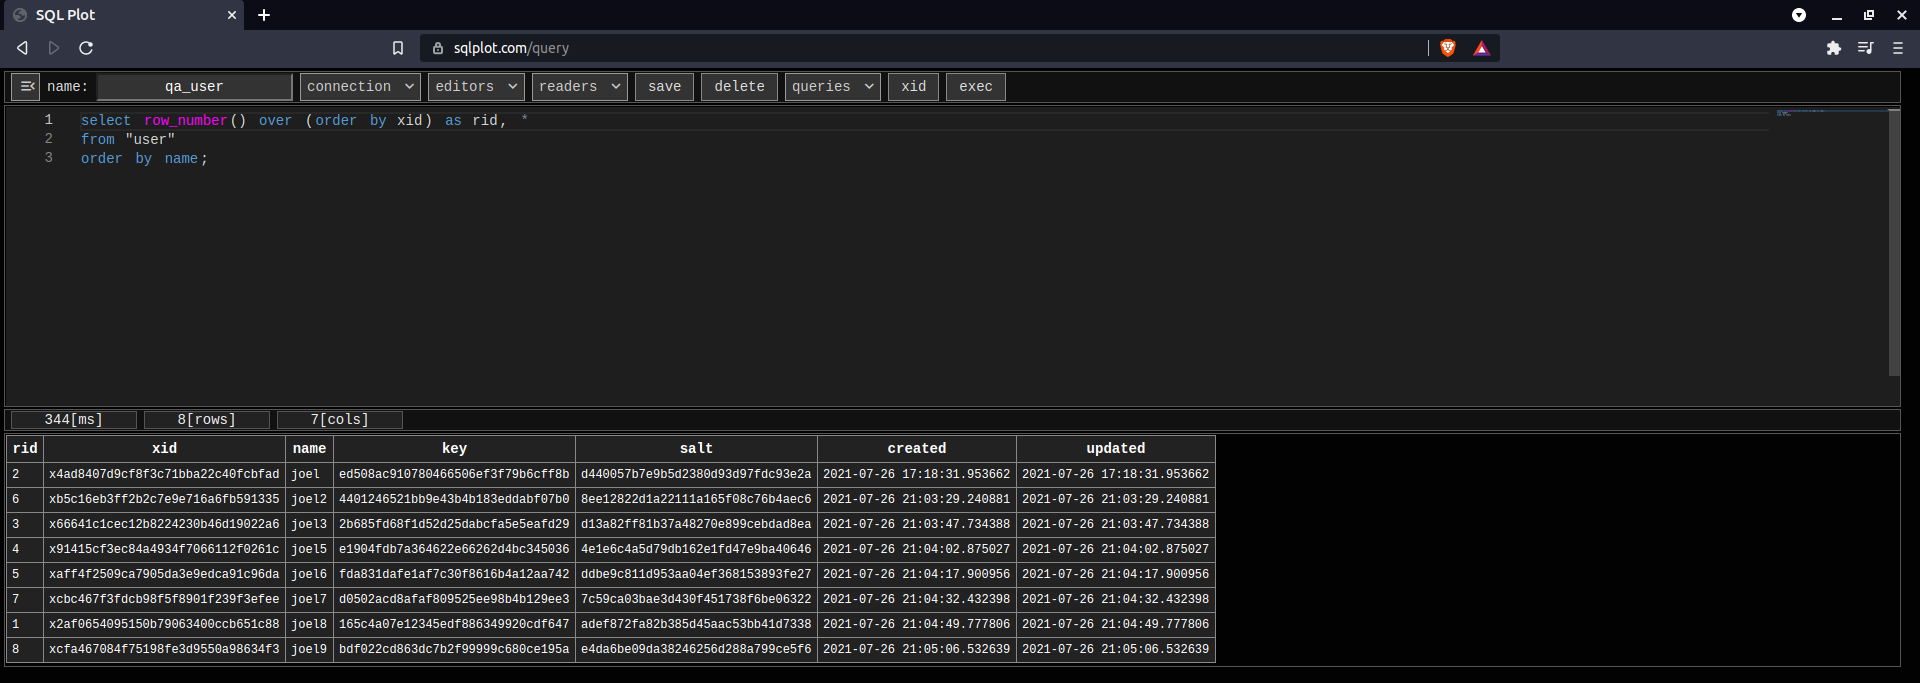 SQL Plot
sqlplot.com/query
name: qa_user connection editors readers save delete queries xid exec
1 select row_number() over (order by xid) as rid, *
2 from "user"
3 order by name;
344[ms] 8[rows] 7[cols]
rid xid name key salt created updated
2 x4ad8407d9cf8f3c71bba22c40fcbfad joel ed508ac910780466506ef3f79b6cff8b d440057b7e9b5d2380d93d97fdc93e2a 2021-07-26 17:18:31.953662 2021-07-26 17:18:31.953662
6 xb5c16eb3ff2b2c7e9e716a6fb591335 joel2 4401246521bb9e43b4b183eddabf07b0 8ee12822d1a22111a165f08c76b4aec6 2021-07-26 21:03:29.240881 2021-07-26 21:03:29.240881
3 x66641c1cec12b8224230b46d19022a6 joel3 2b685fd68f1d52d25dabcfa5e5eafd29 d13a82ff81b37a48270e899cebdad8ea 2021-07-26 21:03:47.734388 2021-07-26 21:03:47.734388
4 x91415cf3ec84a4934f7066112f0261c joel5 e1904fdb7a364622e66262d4bc345036 4e1e6c4a5d79db162e1fd47e9ba40646 2021-07-26 21:04:02.875027 2021-07-26 21:04:02.875027
5 xaff4f2509ca7905da3e9edca91c96da joel6 fda831dafe1af7c30f8616b4a12aa742 ddbe9c811d953aa04ef368153893fe27 2021-07-26 21:04:17.900956 2021-07-26 21:04:17.900956
7 xcbc467f3fdcb98f5f8901f239f3efee joel7 d0502acd8afaf809525ee98b4b129ee3 7c59ca03bae3d430f451738f6be06322 2021-07-26 21:04:32.432398 2021-07-26 21:04:32.432398
1 x2af0654095150b79063400ccb651c88 joel8 165c4a07e12345edf886349920cdf647 adef872fa82b385d45aac53bb41d7338 2021-07-26 21:04:49.777806 2021-07-26 21:04:49.777806
8 xcfa467084f75198fe3d9550a98634f3 joel9 bdf022cd863dc7b2f99999c680ce195a e4da6be09da38246256d288a799ce5f6 2021-07-26 21:05:06.532639 2021-07-26 21:05:06.532639